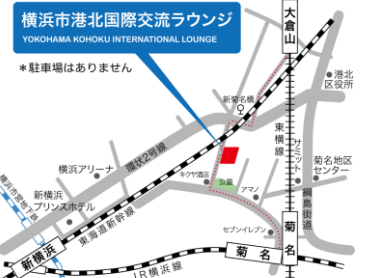 横浜市港北国際交流ラウンジ
YOKOHAMA KOHOKU INTERNATIONAL LOUNGE
＊駐車場はありません
大倉山
新菊名橋
港北
区役所
環状2号線
東横線
サミット
横浜アリーナ
菊名地区
センター
キクヤ酒店
公園
アマノ
綱島街道
新横浜
プリンスホテル
東海道新幹線
セブンイレブン
菊名
新横浜
菊名
JR横浜線